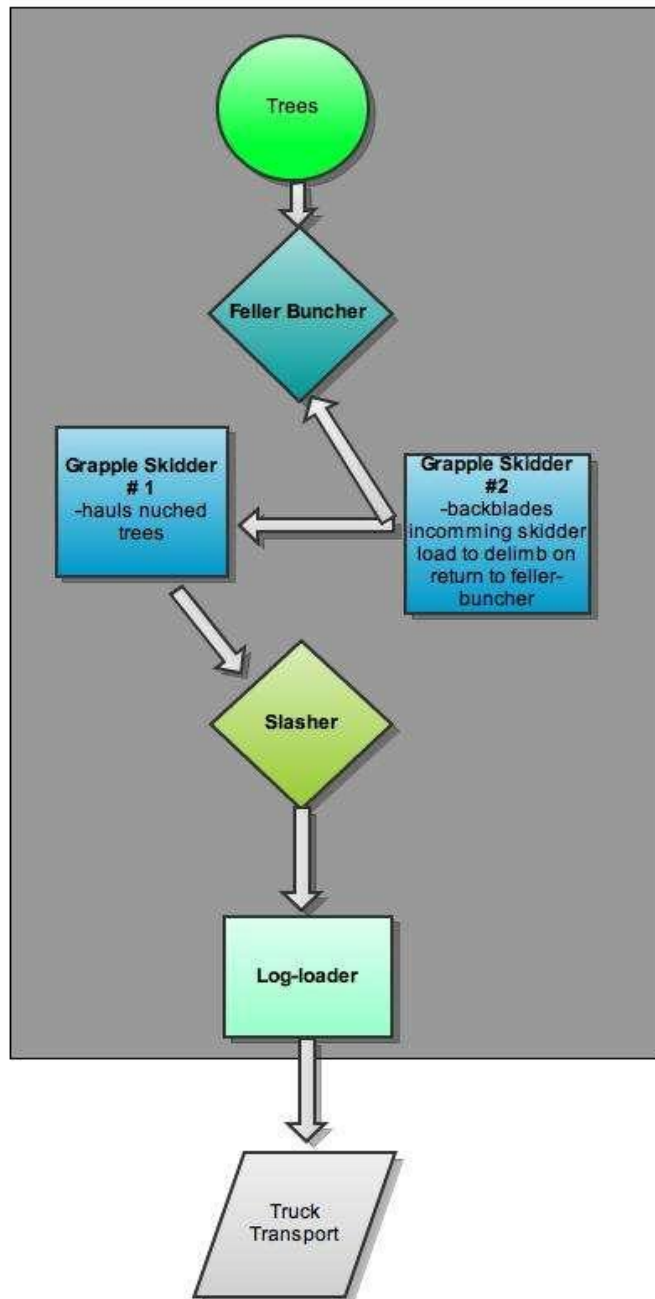 Trees
Feller Buncher
Grapple Skidder
# 1
-hauls nuched
trees
Grapple Skidder
#2
-backblades
incomming skidder
load to delimb on
return to feller-
buncher
Slasher
Log-loader
Truck
Transport